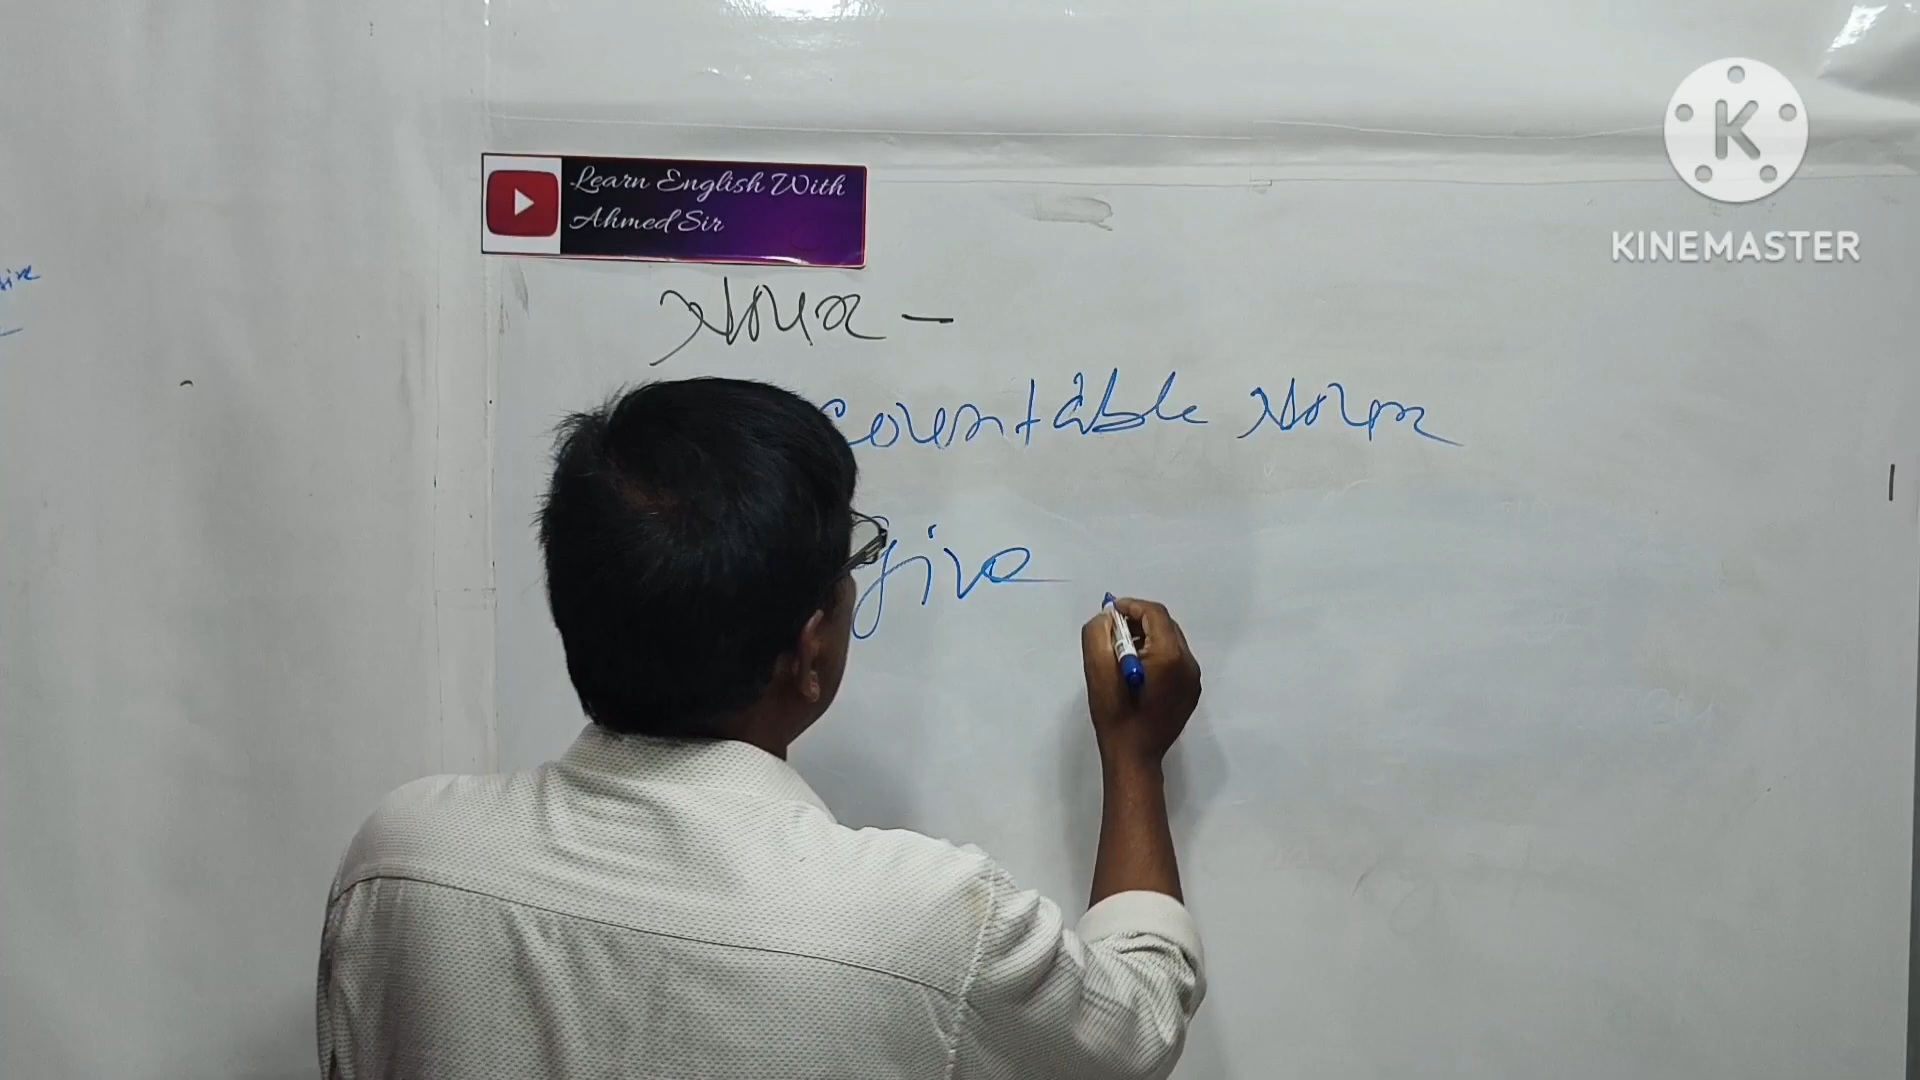 Learn English With
Ahmed Sir
KINEMASTER
Noun -
Countable Noun
give